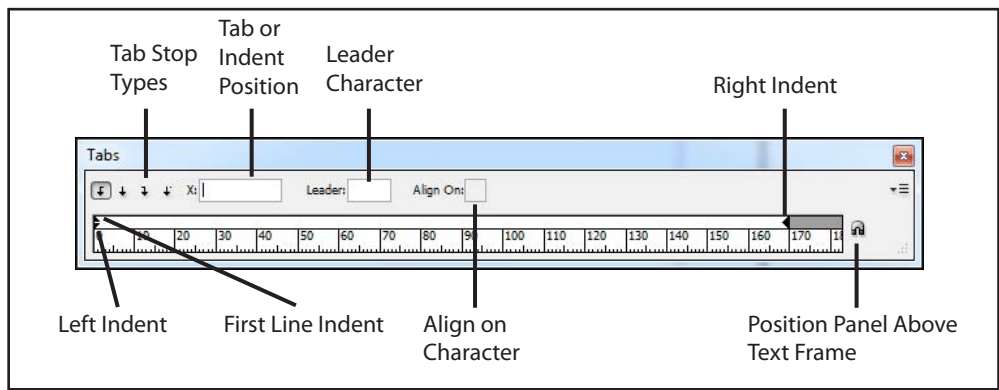 Tab or
Indent
Position
Tab Stop
Types
Leader
Character
Right Indent
Tabs
X:
Leader:
Align On:
10 20 30 40 50 60 70 80 90 100 110 120 130 140 150 160 170
Left Indent
First Line Indent
Align on
Character
Position Panel Above
Text Frame